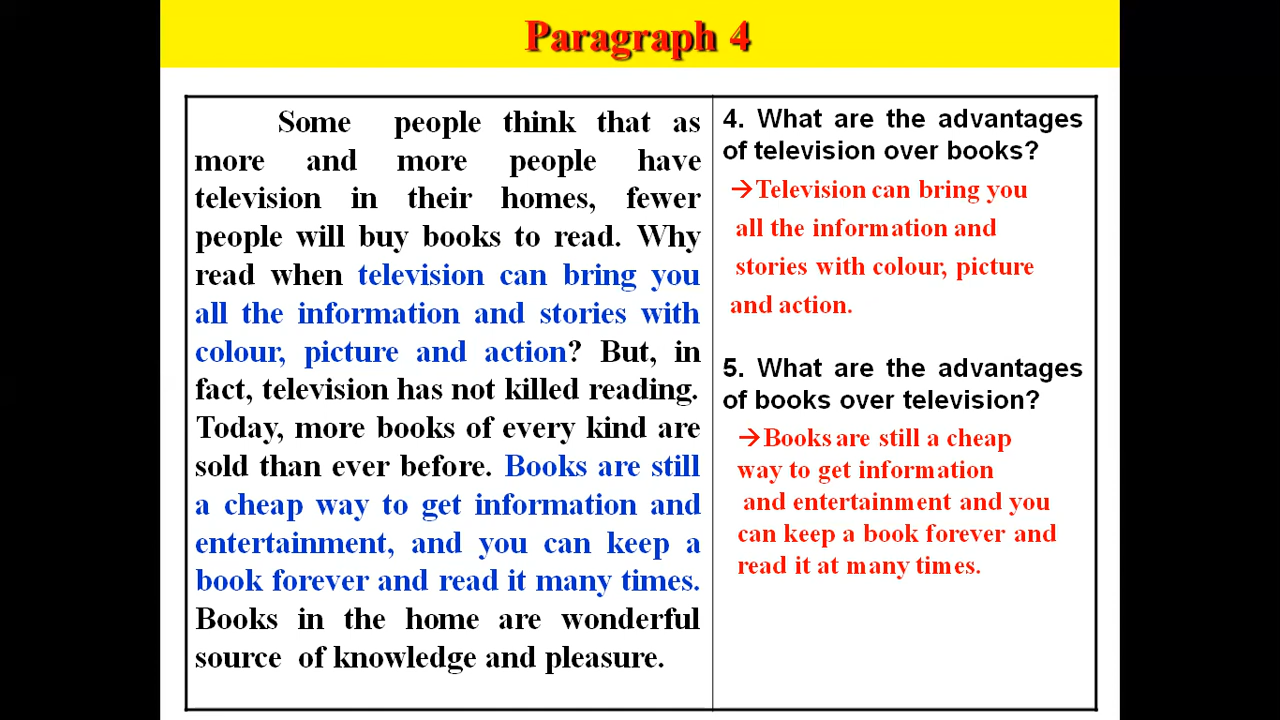 Paragraph 4
Some people think that as
more and more people have
television in their homes, fewer
people will buy books to read. Why
read when television can bring you
all the information and stories with
colour, picture and action? But, in
fact, television has not killed reading.
Today, more books of every kind are
sold than ever before. Books are still
a cheap way to get information and
entertainment, and you can keep a
book forever and read it many times.
Books in the home are wonderful
source of knowledge and pleasure.
4. What are the advantages
of television over books?
→Television can bring you
all the information and
stories with colour, picture
and action.
5. What are the advantages
of books over television?
→Books are still a cheap
way to get information
and entertainment and you
can keep a book forever and
read it at many times.